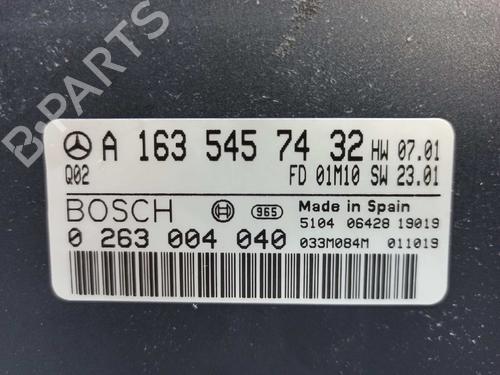 B-PARTS
A 163 545 74 32 HW 07.01
Q02 FD 01M10 SW 23.01
BOSCH 965 Made in Spain
5104 06428 19019
0 263 004 040 033M084M 011019